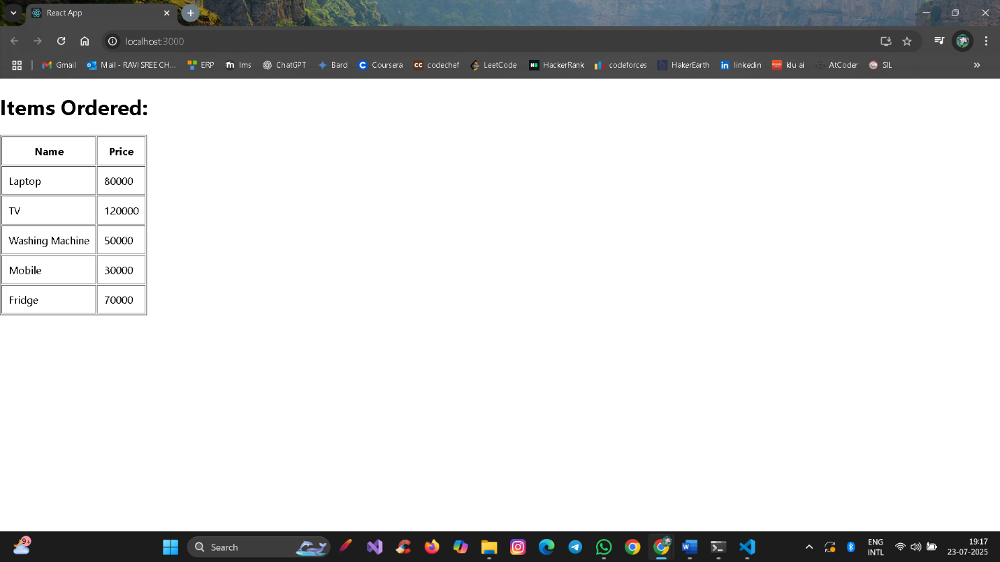 React App
localhost:3000
Gmail Mail - RAVI SREE CH... ERP lms ChatGPT Bard Coursera codechef LeetCode HackerRank codeforces HakerEarth linkedin klu ai AtCoder SIL
Items Ordered:
Name Price
Laptop 80000
TV 120000
Washing Machine 50000
Mobile 30000
Fridge 70000
9+ Search ENG 19:17
INTL 23-07-2025